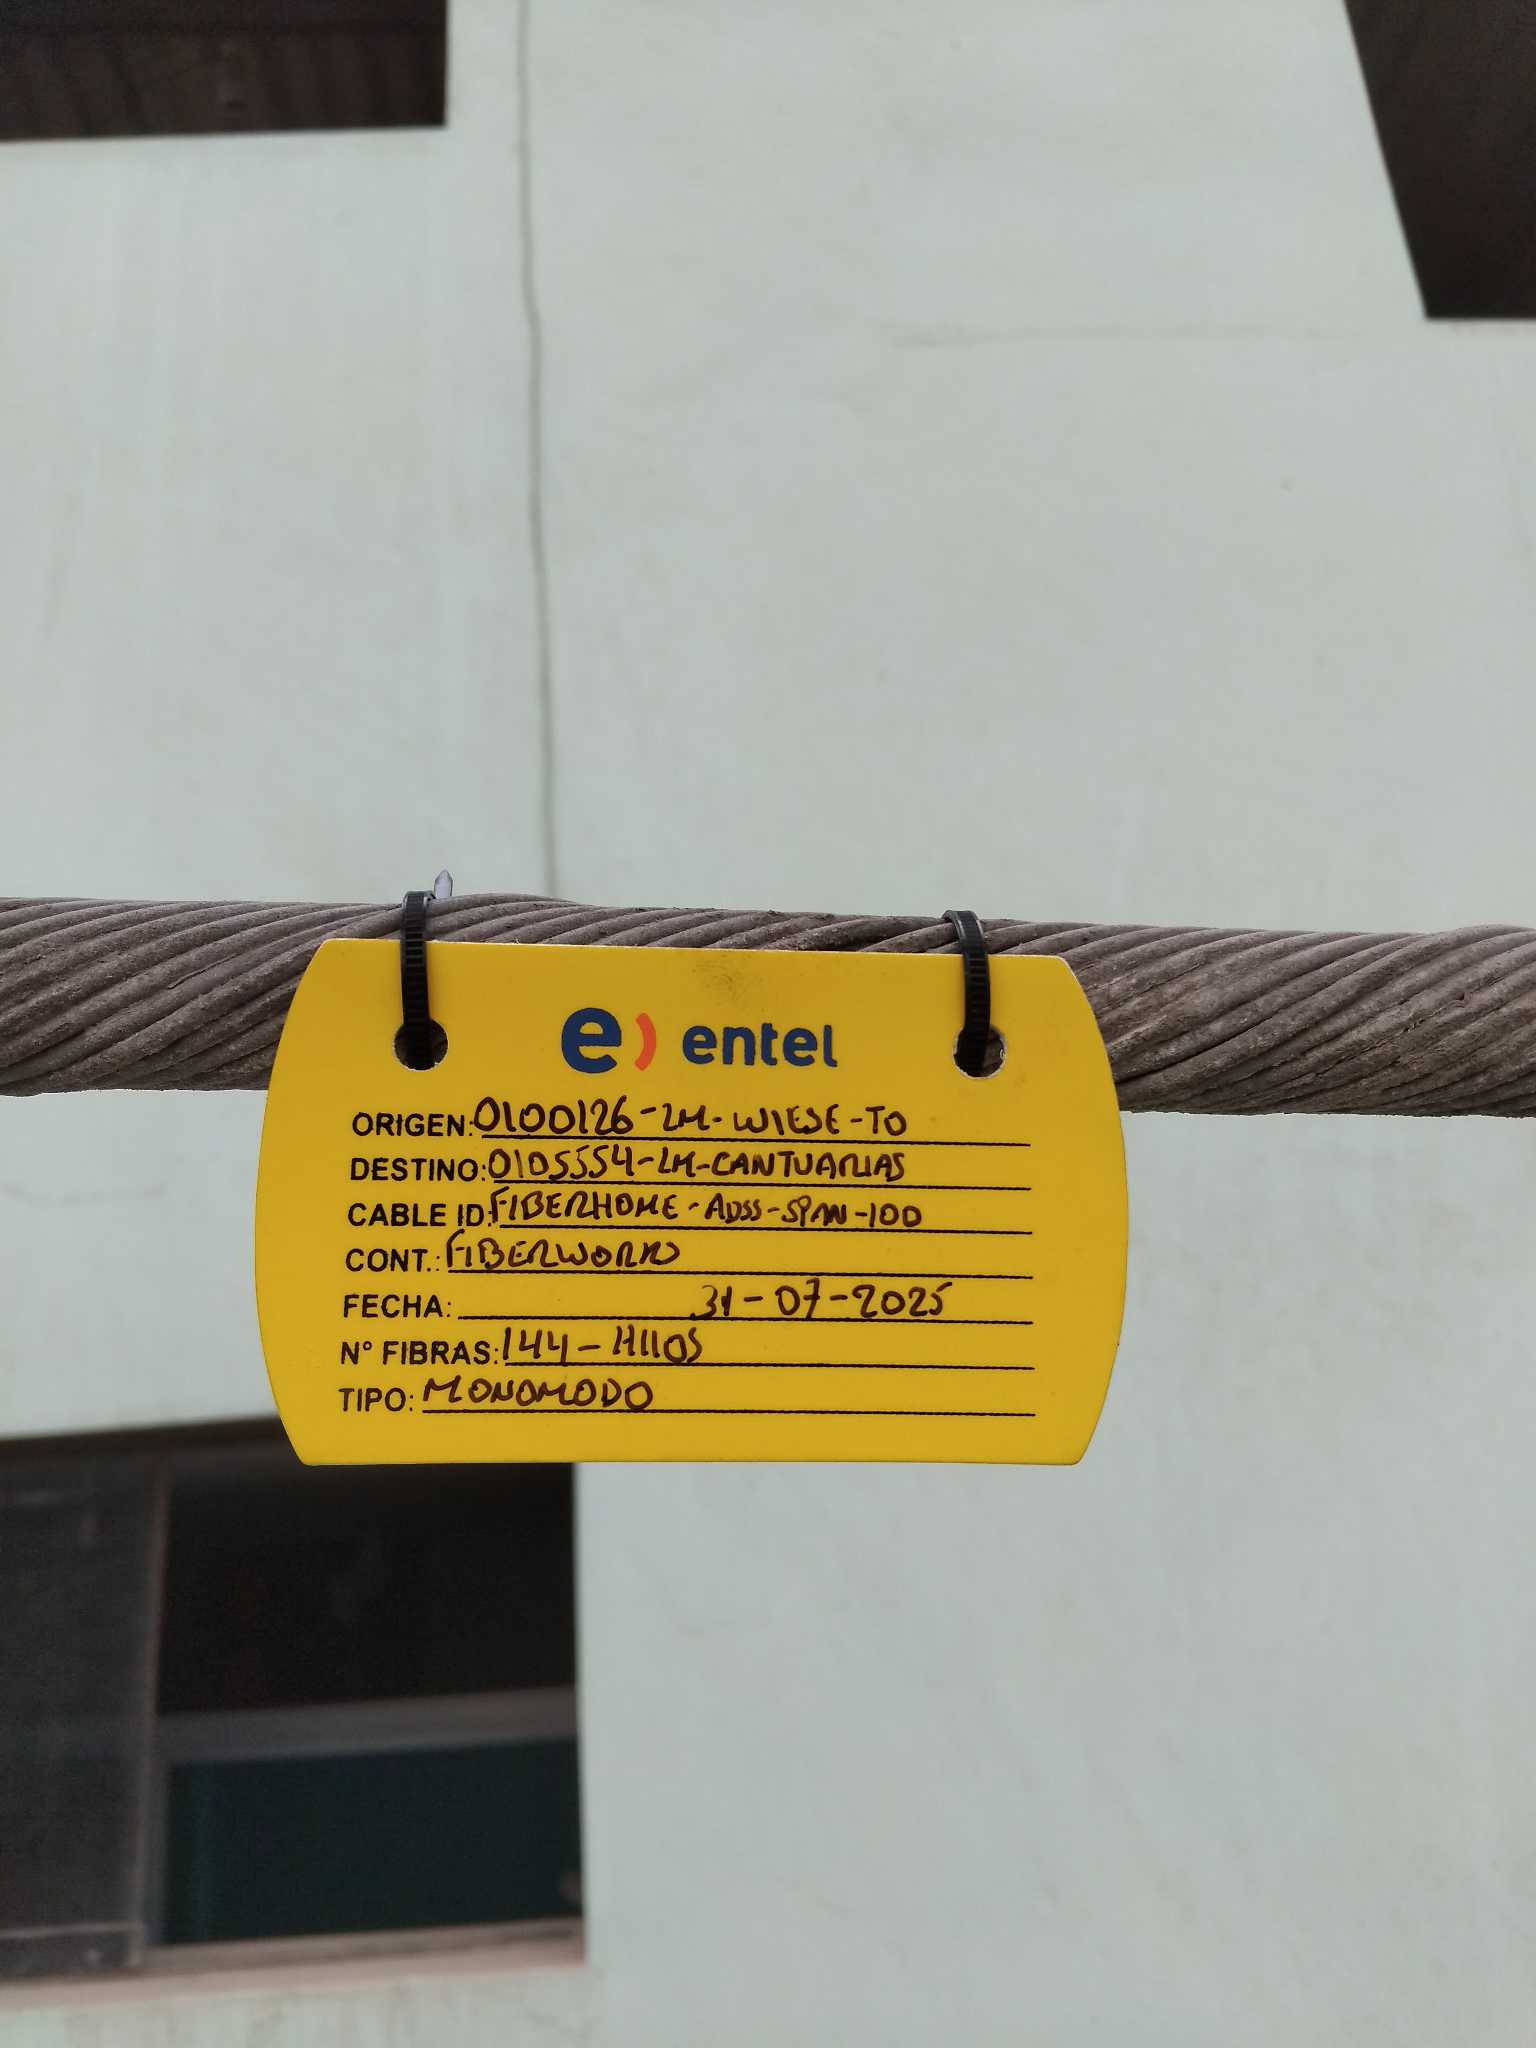 e) entel
ORIGEN: 0100126-LM-WIESE-TO
DESTINO: 0105554-LM-CANTUARIAS
CABLE ID: FIBERHOME-ADSS-SPAN-100
CONT.: FIBERWORK
FECHA: 31-07-2025
N° FIBRAS: 144-HILOS
TIPO: MONOMODO